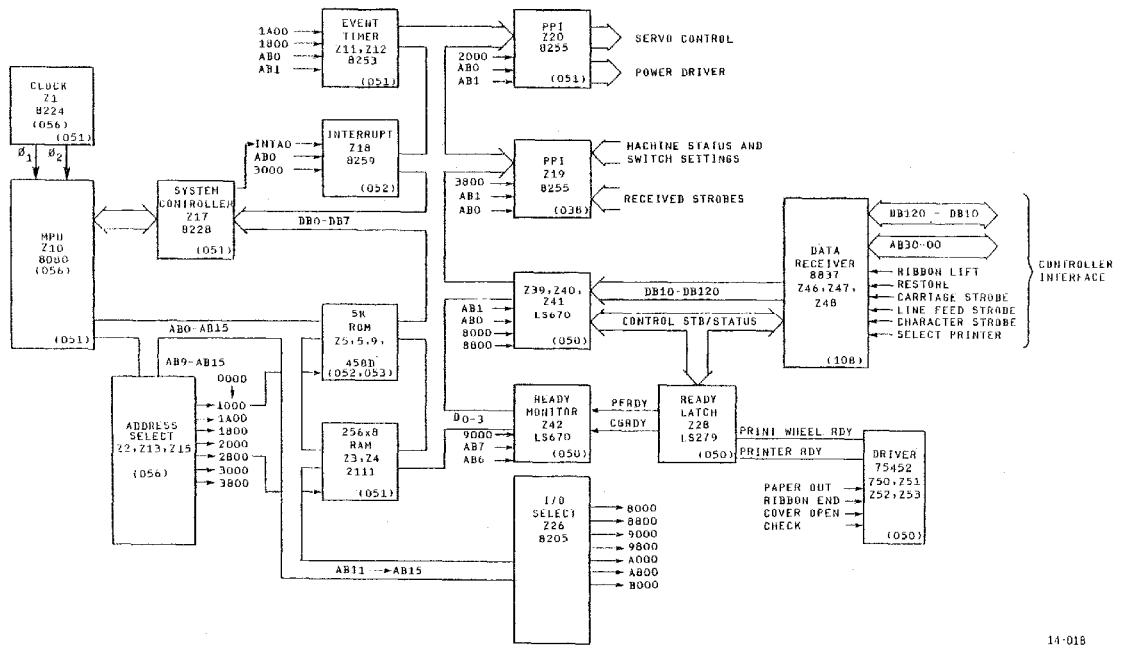 CLOCK
Z1
8224
(056)
(051)
Ø1 Ø2
MPU
Z10
8080
(056)
(051)
SYSTEM
CONTROLLER
Z17
8228
(051)
1A00
1800
AB0
AB1
EVENT
TIMER
Z11,Z12
8253
(051)
INTA0
AB0
3000
INTERRUPT
Z18
8259
(052)
DB0-DB7
2000
AB0
AB1
PPI
Z20
8255
(051)
SERVO CONTROL
POWER DRIVER
3800
AB1
AB0
PPI
Z19
8255
(038)
MACHINE STATUS AND
SWITCH SETTINGS
RECEIVED STROBES
AB0-AB15
AB9-AB15
ADDRESS
SELECT
Z2,Z13,Z15
(056)
0000
1000
1A00
1800
2000
2800
3000
3800
5K
ROM
Z5,5,9,
458D
(052,053)
256x8
RAM
Z3,Z4
2111
(051)
AB1
AB0
8000
8800
Z39,Z40,
Z41
LS670
(050)
DB10-DB120
CONTROL STB/STATUS
DATA
RECEIVER
8837
Z46,Z47,
Z48
(108)
DB120 - DB10
AB30-00
RIBBON LIFT
RESTORE
CARRIAGE STROBE
LINE FEED STROBE
CHARACTER STROBE
SELECT PRINTER
CONTROLLER
INTERFACE
D0-3
9000
AB7
AB6
READY
MONITOR
Z42
LS670
(050)
PFRDY
CGRDY
READY
LATCH
Z28
LS279
(050)
PRINT WHEEL RDY
PRINTER RDY
DRIVER
75452
Z50,Z51
Z52,Z53
(050)
PAPER OUT
RIBBON END
COVER OPEN
CHECK
AB11 → AB15
I/O
SELECT
Z26
8205
8000
8800
9000
9800
A000
A800
B000
14-018